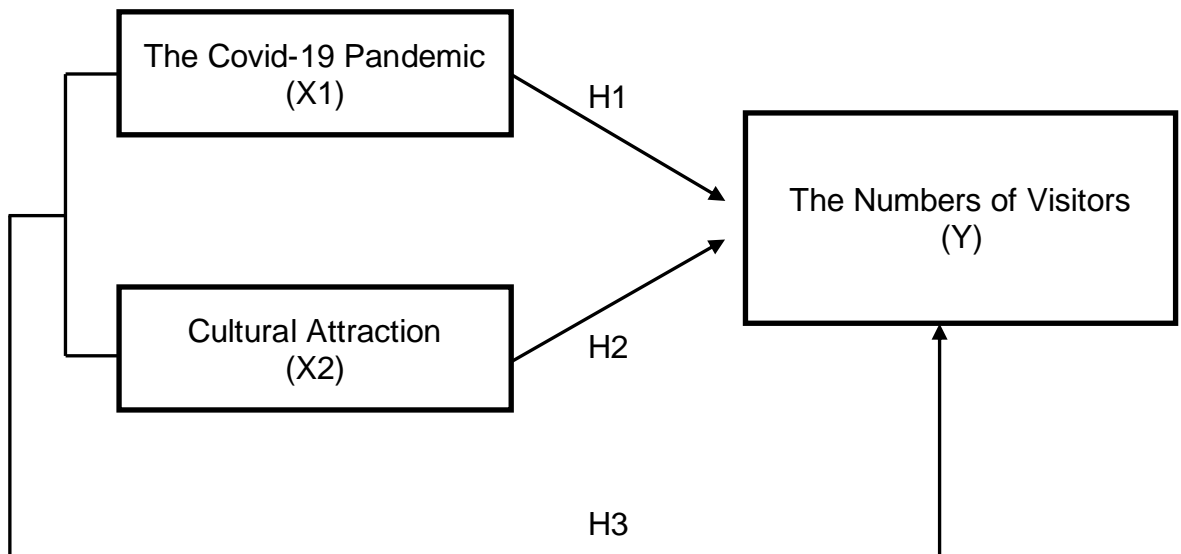 The Covid-19 Pandemic
(X1)
H1
The Numbers of Visitors
(Y)
Cultural Attraction
(X2)
H2
H3